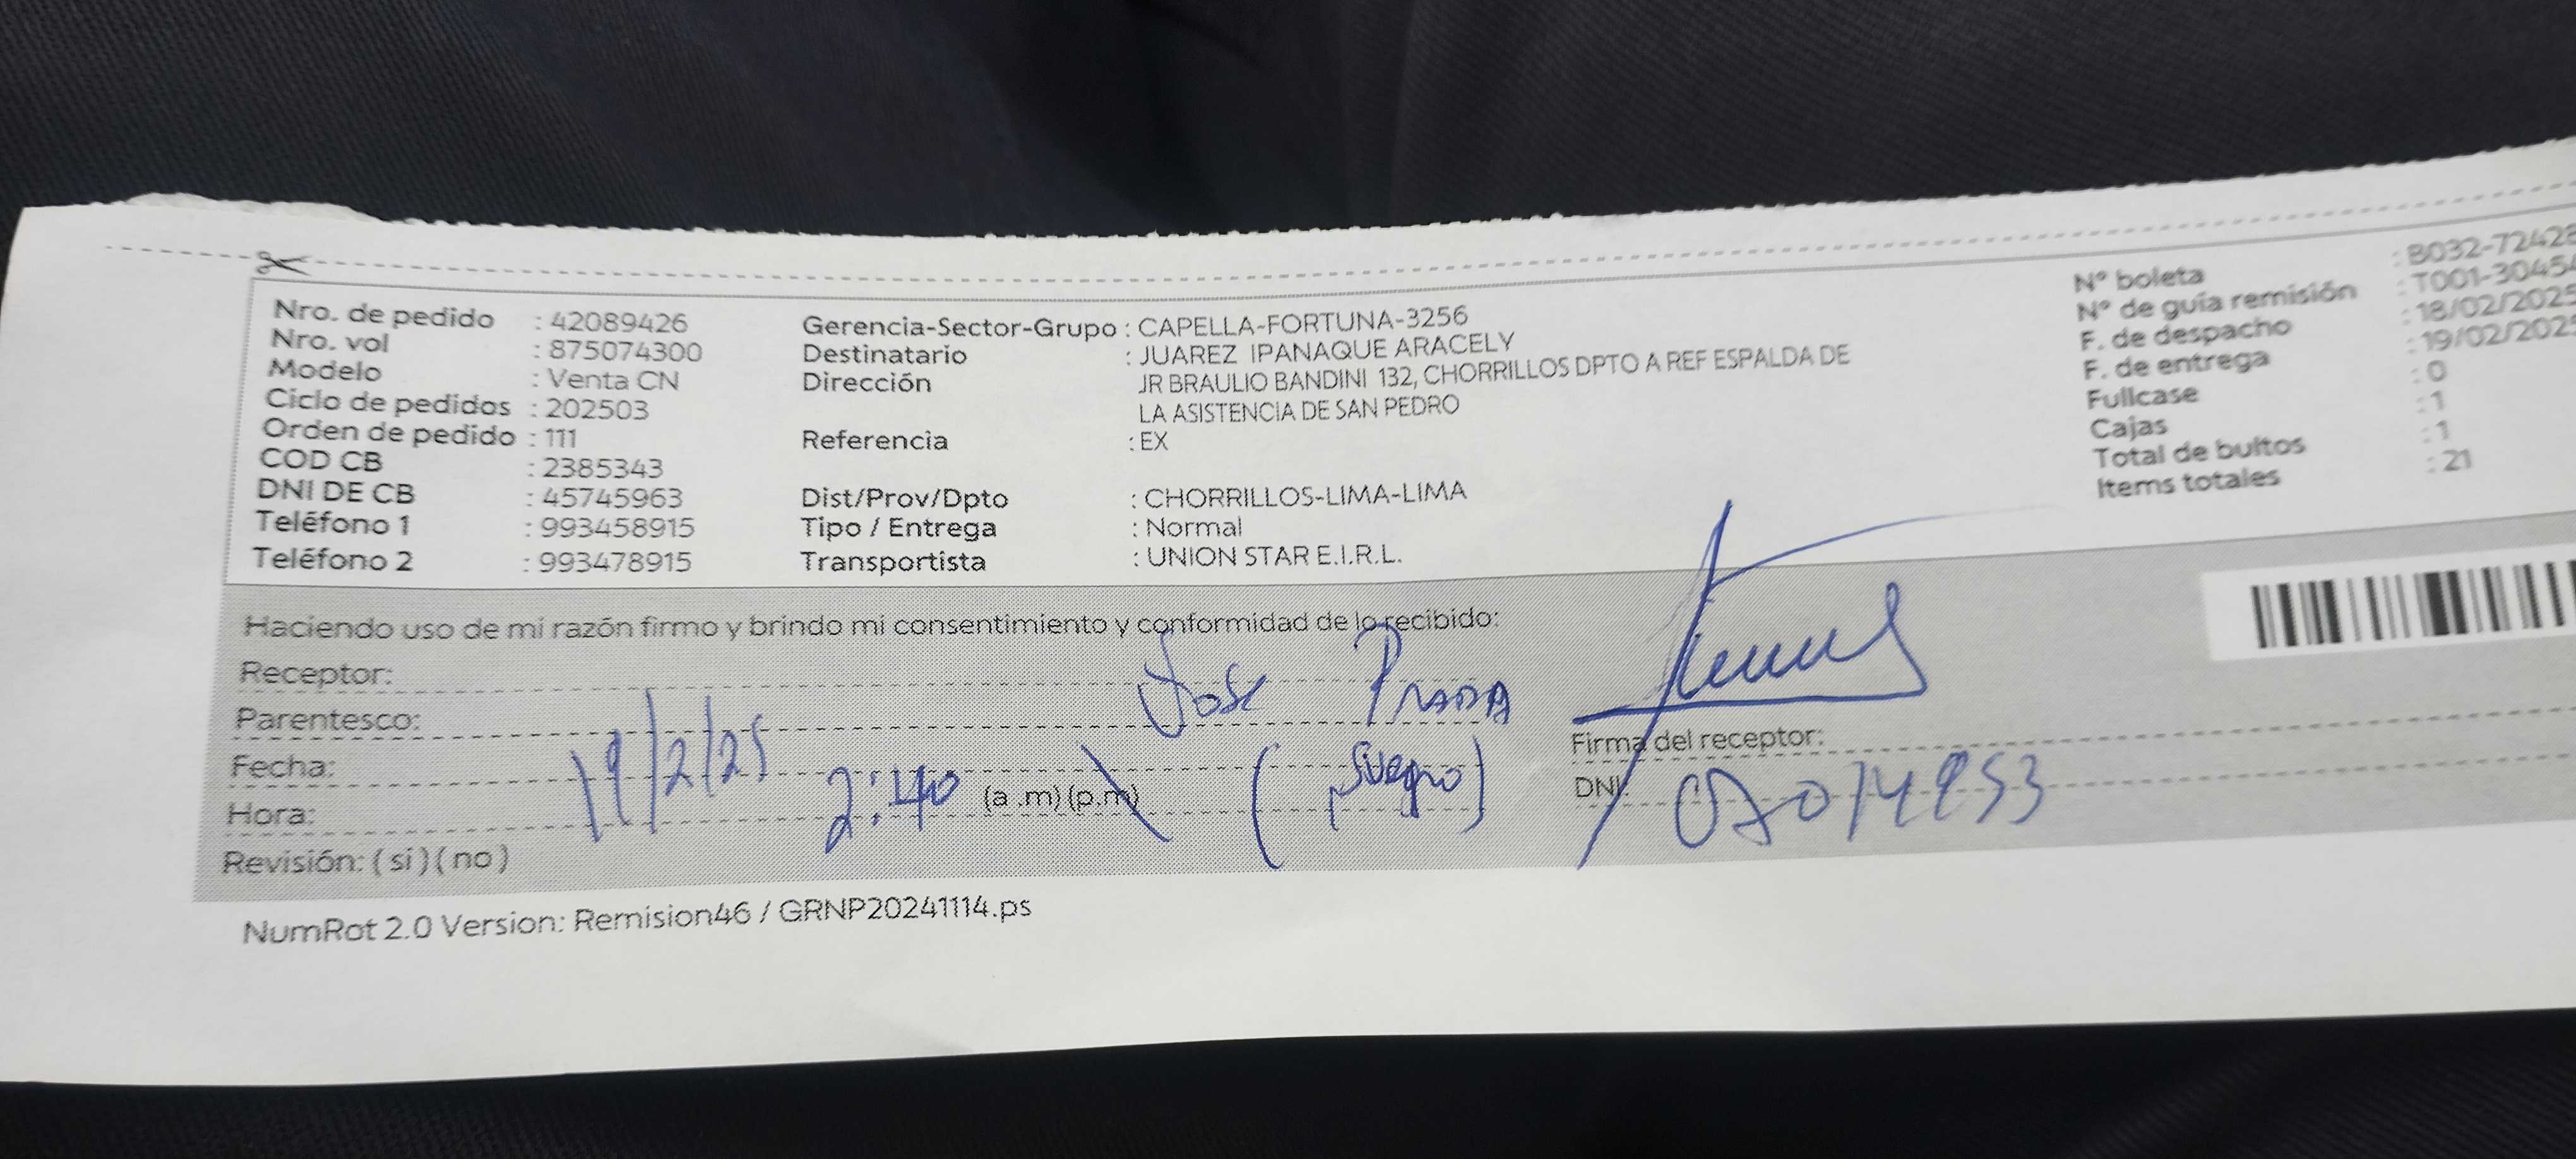 Nro. de pedido : 42089426
Nro. vol : 875074300
Modelo : Venta CN
Ciclo de pedidos : 202503
Orden de pedido : 111
COD CB : 2385343
DNI DE CB : 45745963
Teléfono 1 : 993458915
Teléfono 2 : 993478915
Gerencia-Sector-Grupo : CAPELLA-FORTUNA-3256
Destinatario : JUAREZ IPANAQUE ARACELY
Dirección JR BRAULIO BANDINI 132, CHORRILLOS DPTO A REF ESPALDA DE
LA ASISTENCIA DE SAN PEDRO
Referencia : EX
Dist/Prov/Dpto : CHORRILLOS-LIMA-LIMA
Tipo / Entrega : Normal
Transportista : UNION STAR E.I.R.L.
N° boleta : B032-72428
N° de guía remisión : T001-3045
F. de despacho : 18/02/2025
F. de entrega : 19/02/2025
Fullcase : 0
Cajas : 1
Total de bultos : 1
Items totales : 21
Haciendo uso de mi razón firmo y brindo mi consentimiento y conformidad de lo recibido:
Receptor: Jose Prada
Parentesco: (suegro)
Fecha: 19/2/25
Hora: 2:40 (a .m) (p.m)
Revisión: ( si ) ( no )
Firma del receptor:
DNI:
NumRot 2.0 Version: Remision46 / GRNP20241114.ps